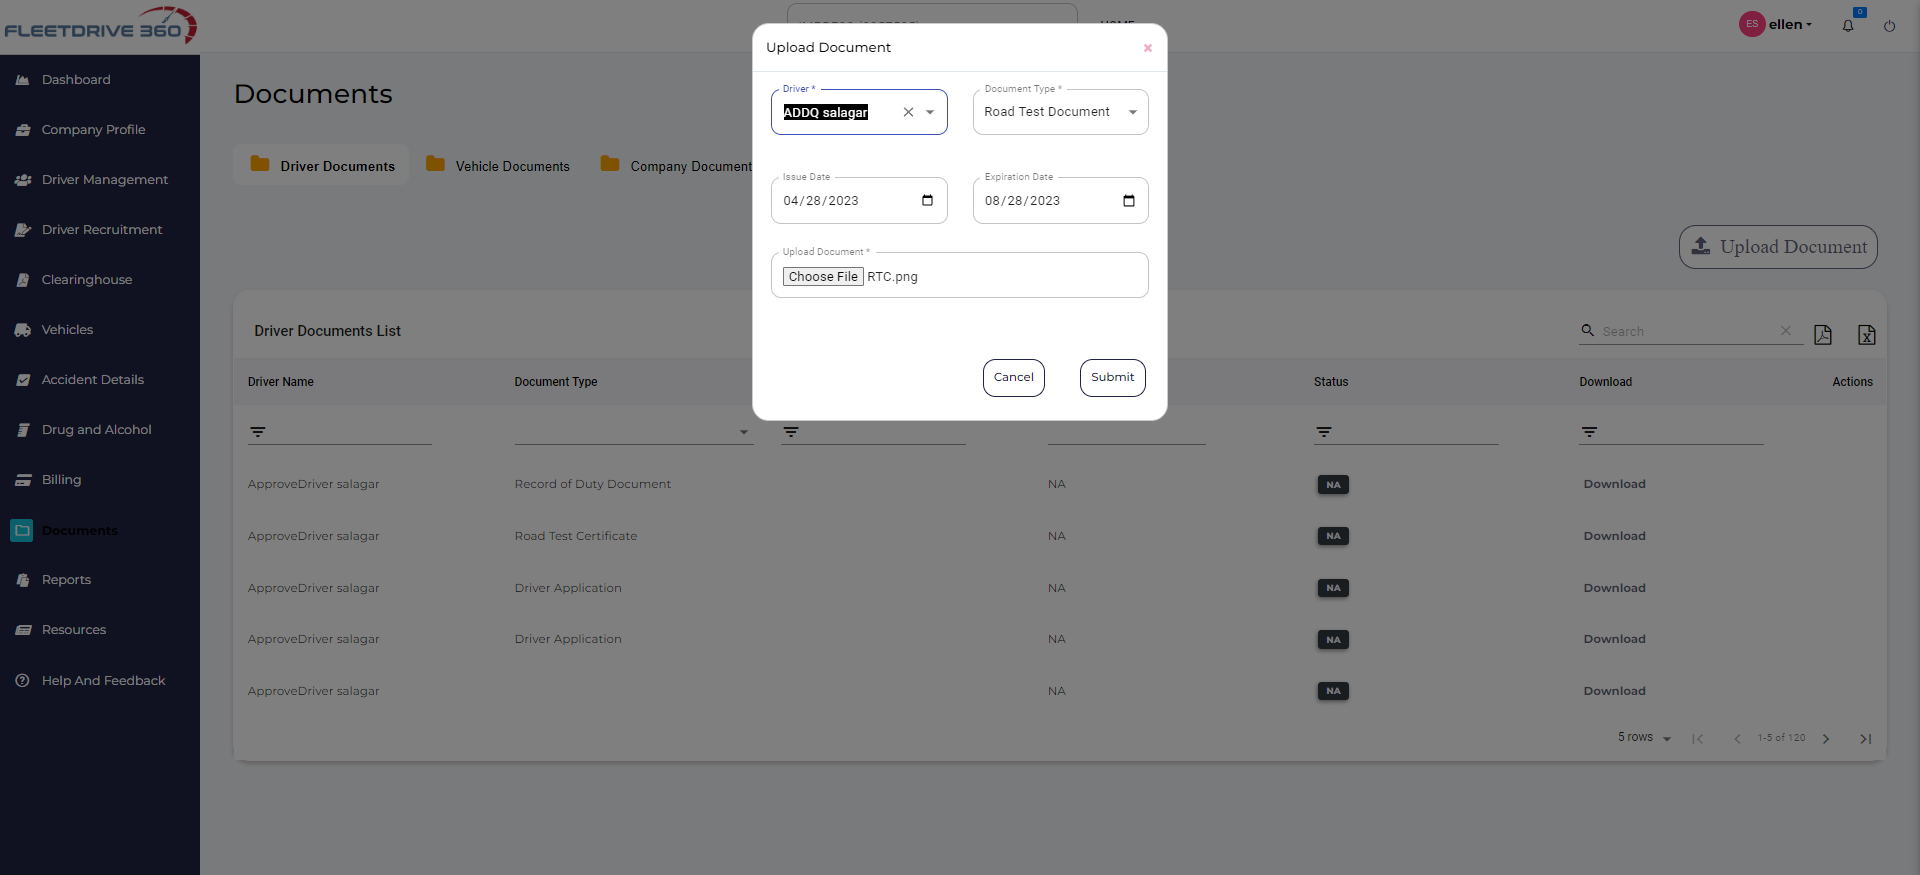 FLEETDRIVE 360
HOME
ES ellen
0
Dashboard
Company Profile
Driver Management
Driver Recruitment
Clearinghouse
Vehicles
Accident Details
Drug and Alcohol
Billing
Documents
Reports
Resources
Help And Feedback
Documents
Driver Documents
Vehicle Documents
Company Document
Upload Document
Upload Document
×
Driver *
ADDQ salagar
Document Type *
Road Test Document
Issue Date
04/28/2023
Expiration Date
08/28/2023
Upload Document *
Choose File RTC.png
Cancel
Submit
Driver Documents List
Search
Driver Name Document Type Status Download Actions
ApproveDriver salagar Record of Duty Document NA NA Download
ApproveDriver salagar Road Test Certificate NA NA Download
ApproveDriver salagar Driver Application NA NA Download
ApproveDriver salagar Driver Application NA NA Download
ApproveDriver salagar NA NA Download
5 rows 1-5 of 120